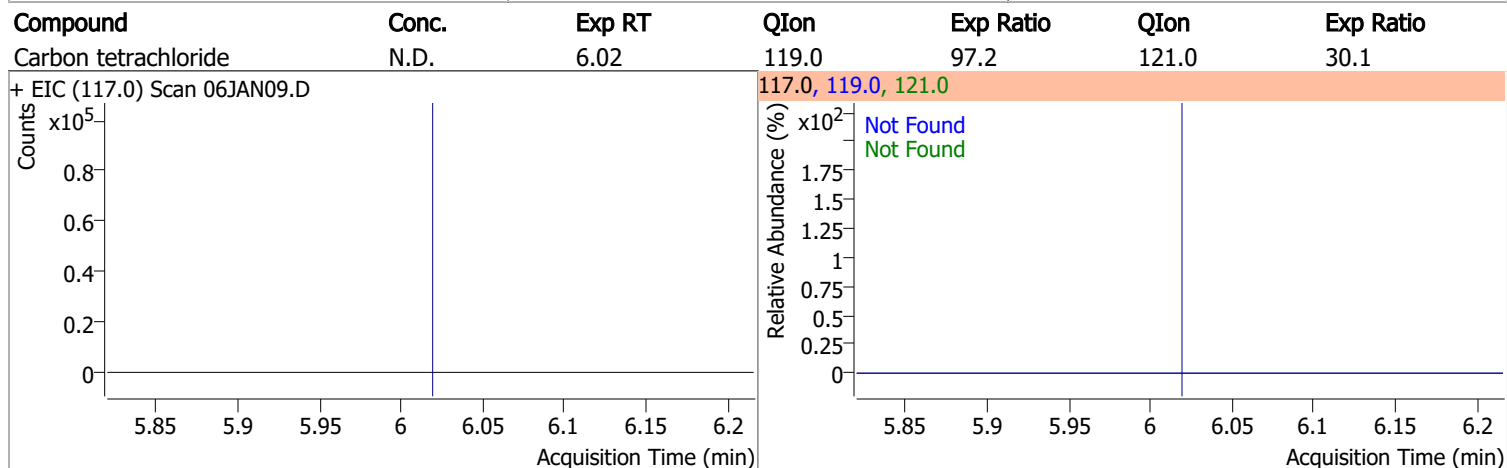 Compound Conc. Exp RT QIon Exp Ratio QIon Exp Ratio
Carbon tetrachloride N.D. 6.02 119.0 97.2 121.0 30.1
+ EIC (117.0) Scan 06JAN09.D
Counts
x10^5
0.8
0.6
0.4
0.2
0
5.85 5.9 5.95 6 6.05 6.1 6.15 6.2
Acquisition Time (min)
117.0, 119.0, 121.0
Relative Abundance (%)
x10^2
Not Found
Not Found
1.75
1.5
1.25
1
0.75
0.5
0.25
0
5.85 5.9 5.95 6 6.05 6.1 6.15 6.2
Acquisition Time (min)